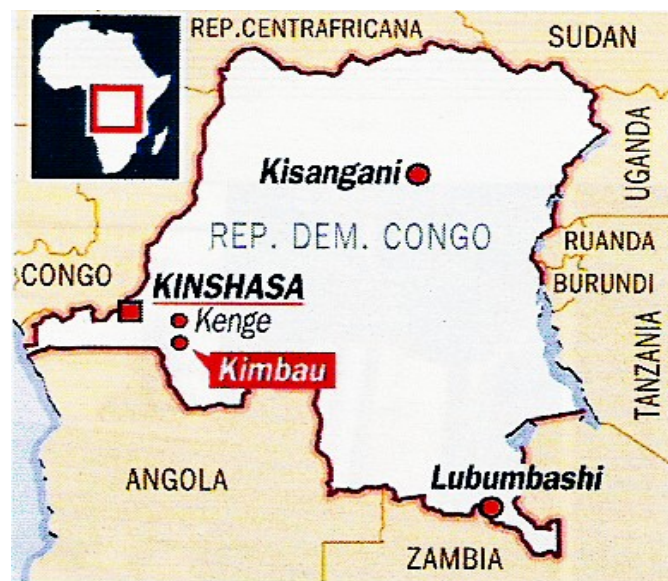 REP.CENTRAFRICANA
SUDAN
UGANDA
Kisangani
REP. DEM. CONGO
RUANDA
CONGO
KINSHASA
BURUNDI
Kenge
TANZANIA
Kimbau
ANGOLA
Lubumbashi
ZAMBIA